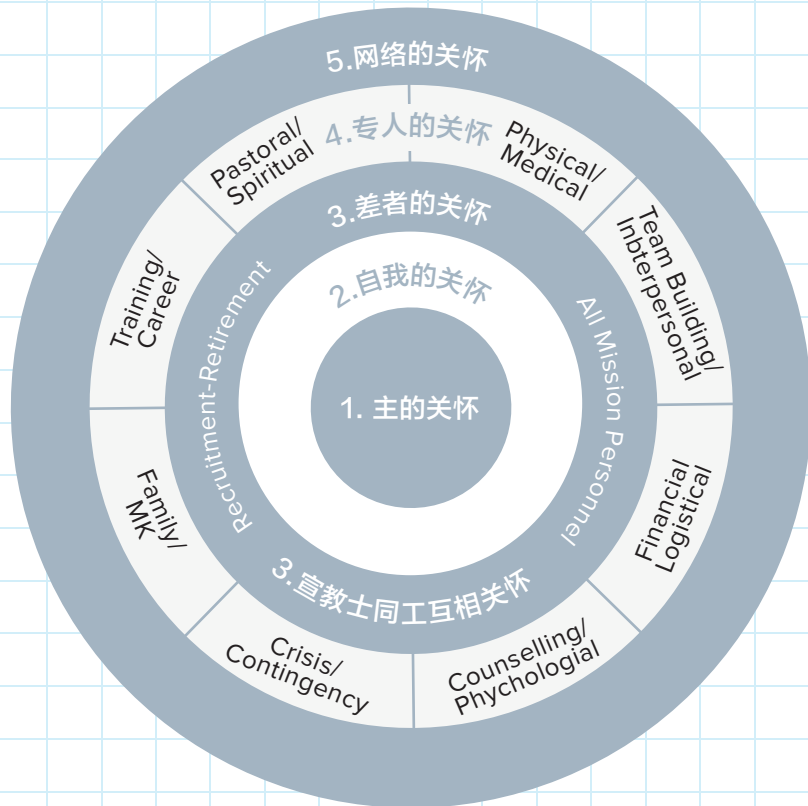 5.网络的关怀
4.专人的关怀
Pastoral/
Spiritual
Physical/
Medical
Team Building/
Inbterpersonal
Financial
Logistical
Counselling/
Phychologial
Crisis/
Contingency
Family/
MK
Training/
Career
3.差者的关怀
Recruitment-Retirement
All Mission Personnel
3.宣教士同工互相关怀
2.自我的关怀
1. 主的关怀